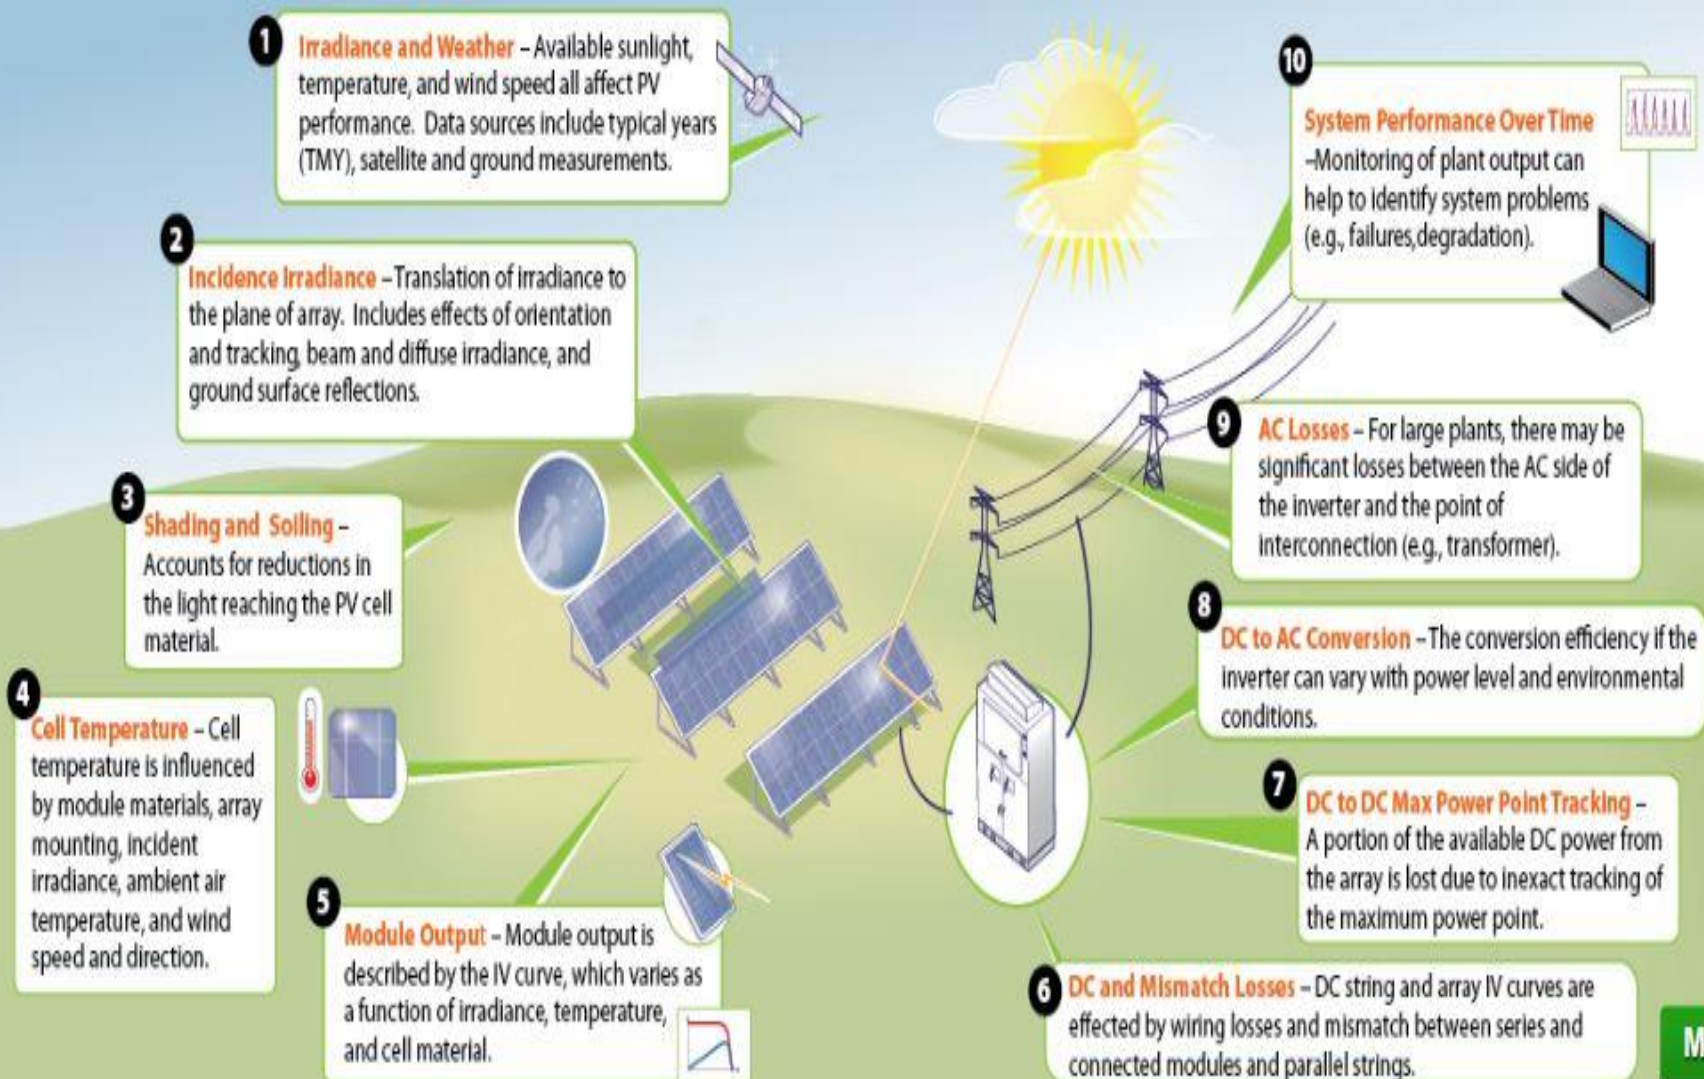 1
Irradiance and Weather – Available sunlight,
temperature, and wind speed all affect PV
performance. Data sources include typical years
(TMY), satellite and ground measurements.
2
Incidence Irradiance – Translation of irradiance to
the plane of array. Includes effects of orientation
and tracking, beam and diffuse irradiance, and
ground surface reflections.
3
Shading and Soiling –
Accounts for reductions in
the light reaching the PV cell
material.
4
Cell Temperature – Cell
temperature is influenced
by module materials, array
mounting, incident
irradiance, ambient air
temperature, and wind
speed and direction.
5
Module Output – Module output is
described by the IV curve, which varies as
a function of irradiance, temperature,
and cell material.
6
DC and Mismatch Losses – DC string and array IV curves are
effected by wiring losses and mismatch between series and
connected modules and parallel strings.
7
DC to DC Max Power Point Tracking –
A portion of the available DC power from
the array is lost due to inexact tracking of
the maximum power point.
8
DC to AC Conversion – The conversion efficiency if the
inverter can vary with power level and environmental
conditions.
9
AC Losses – For large plants, there may be
significant losses between the AC side of
the inverter and the point of
interconnection (e.g., transformer).
10
System Performance Over Time
–Monitoring of plant output can
help to identify system problems
(e.g., failures,degradation).